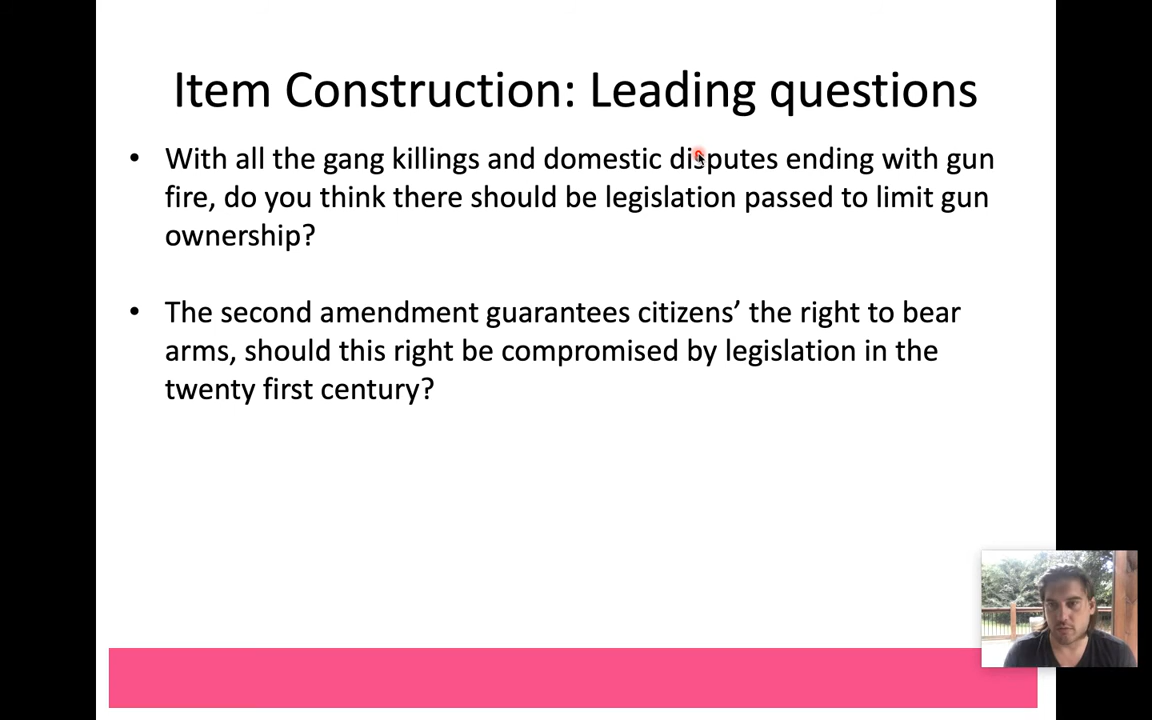 Item Construction: Leading questions
• With all the gang killings and domestic disputes ending with gun
fire, do you think there should be legislation passed to limit gun
ownership?
• The second amendment guarantees citizens’ the right to bear
arms, should this right be compromised by legislation in the
twenty first century?